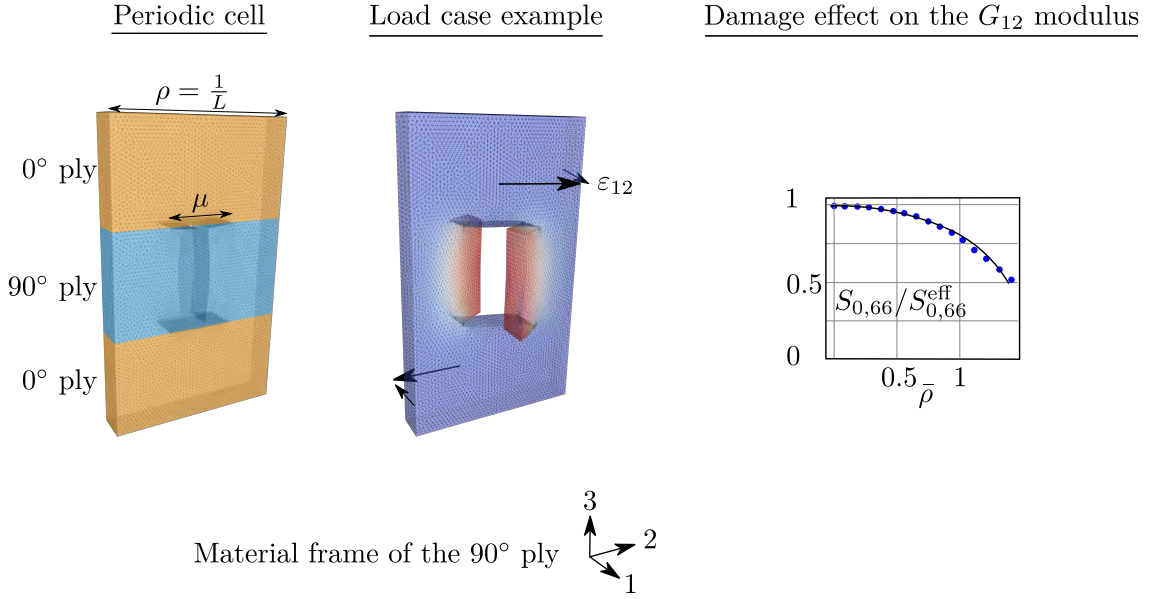 Periodic cell
Load case example
Damage effect on the G₁₂ modulus
ρ = 1/L
0° ply
μ
90° ply
0° ply
ε₁₂
1
0.5
0
S₀,₆₆/S₀,₆₆ᵉᶠᶠ
0.5
1
ρ̄
Material frame of the 90° ply
3
2
1